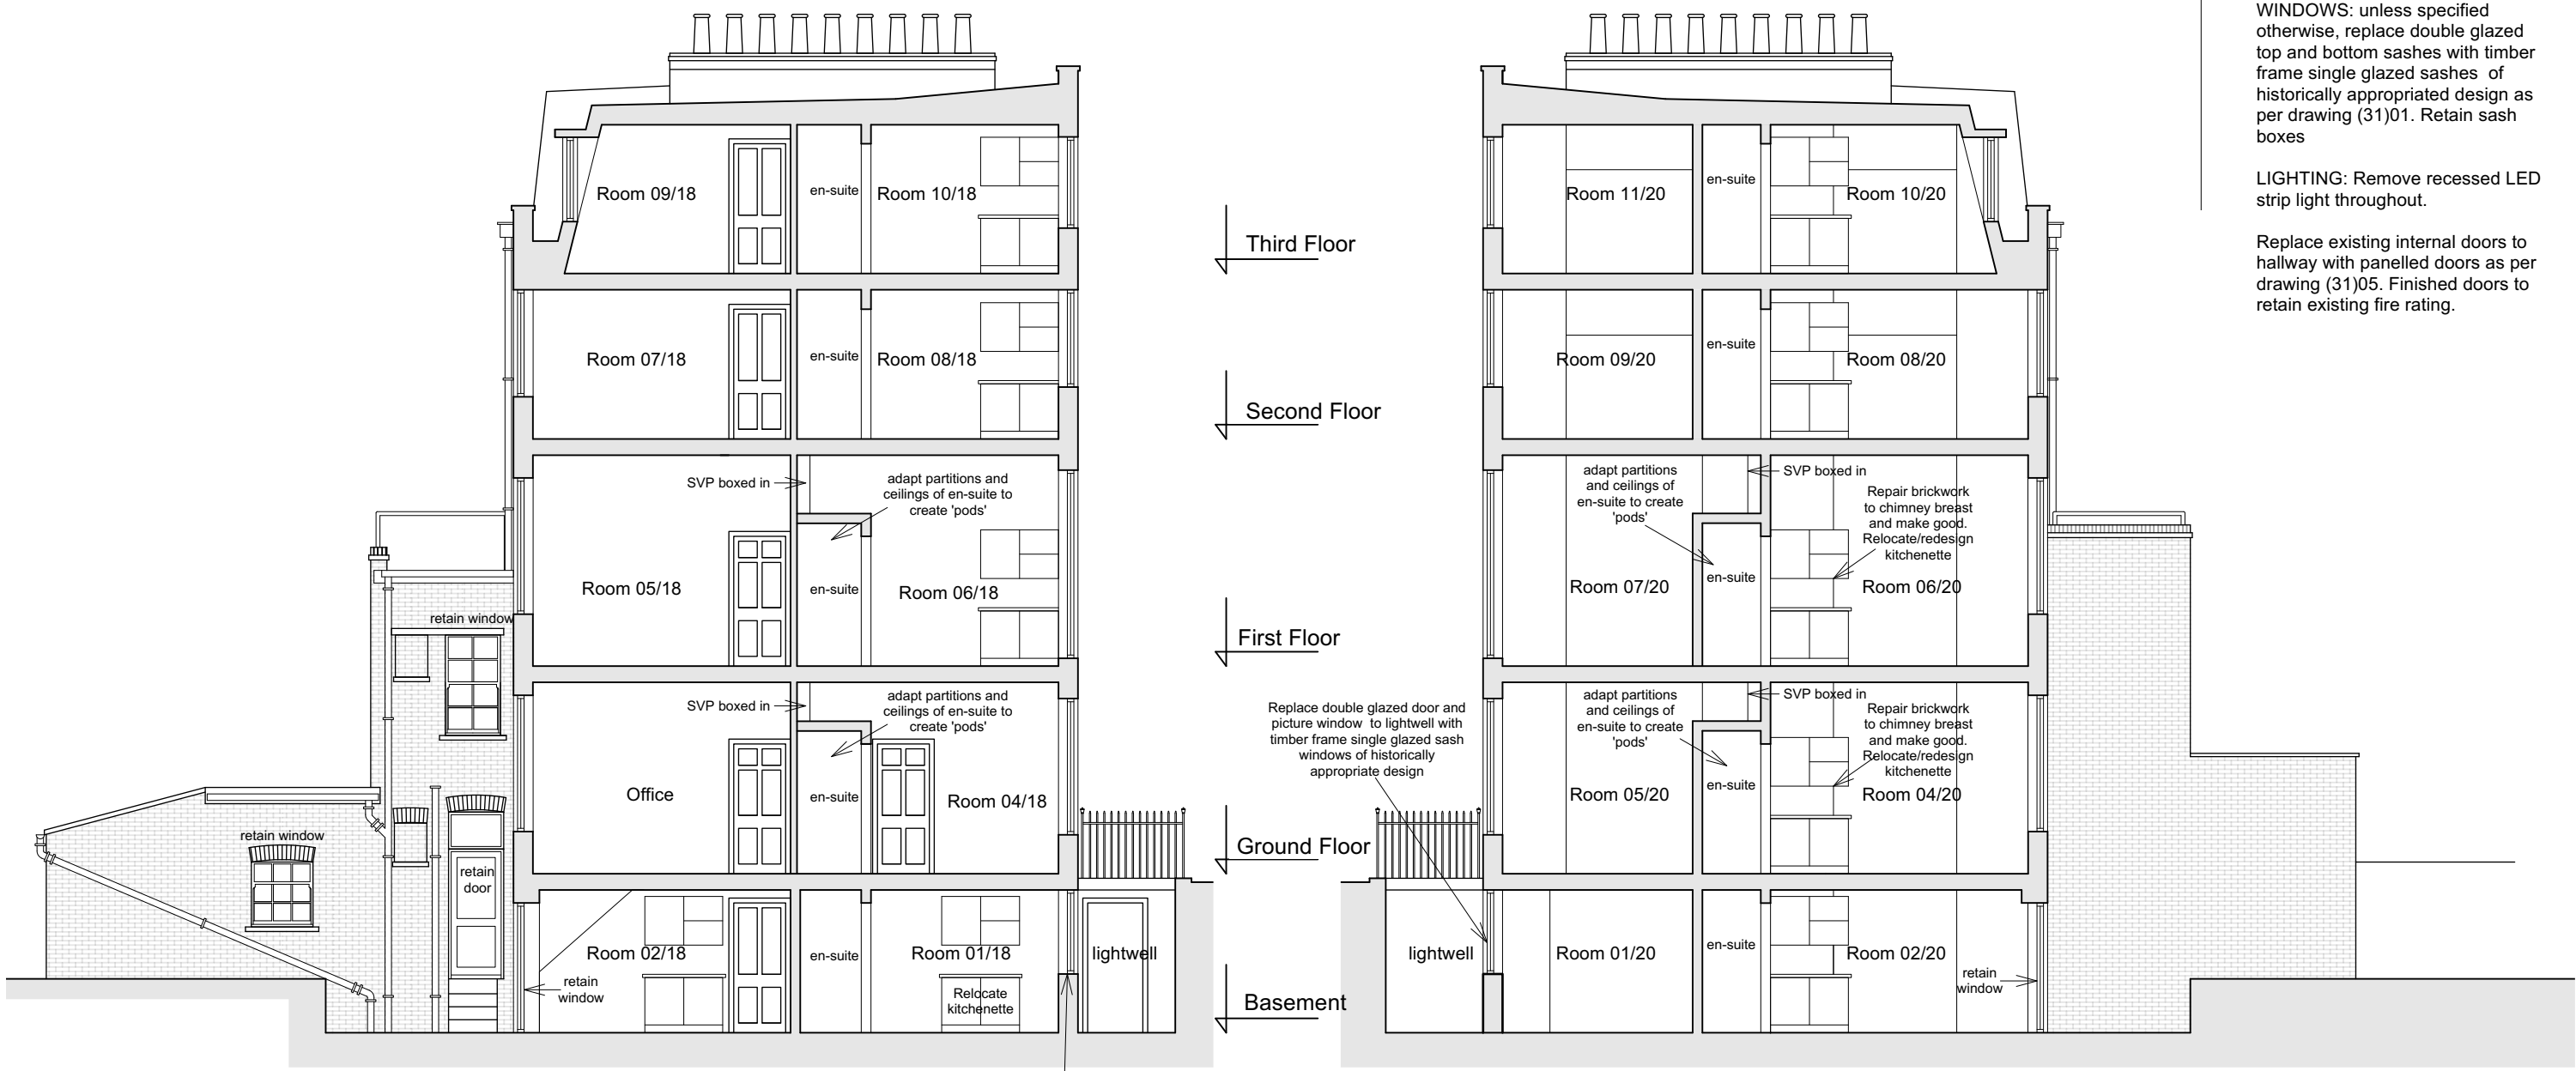 WINDOWS: unless specified
otherwise, replace double glazed
top and bottom sashes with timber
frame single glazed sashes of
historically appropriated design as
per drawing (31)01. Retain sash
boxes
LIGHTING: Remove recessed LED
strip light throughout.
Replace existing internal doors to
hallway with panelled doors as per
drawing (31)05. Finished doors to
retain existing fire rating.
Room 09/18
en-suite
Room 10/18
Third Floor
Room 11/20
en-suite
Room 10/20
Room 07/18
en-suite
Room 08/18
Second Floor
Room 09/20
en-suite
Room 08/20
SVP boxed in
adapt partitions and
ceilings of en-suite to
create 'pods'
Room 05/18
en-suite
Room 06/18
retain window
First Floor
adapt partitions
and ceilings of
en-suite to create
'pods'
SVP boxed in
Repair brickwork
to chimney breast
and make good.
Relocate/redesign
kitchenette
Room 07/20
en-suite
Room 06/20
SVP boxed in
adapt partitions and
ceilings of en-suite to
create 'pods'
Office
en-suite
Room 04/18
retain window
retain
door
Ground Floor
Replace double glazed door and
picture window to lightwell with
timber frame single glazed sash
windows of historically
appropriate design
adapt partitions
and ceilings of
en-suite to create
'pods'
SVP boxed in
Repair brickwork
to chimney breast
and make good.
Relocate/redesign
kitchenette
Room 05/20
en-suite
Room 04/20
Room 02/18
retain
window
en-suite
Room 01/18
Relocate
kitchenette
lightwell
Basement
lightwell
Room 01/20
en-suite
Room 02/20
retain
window